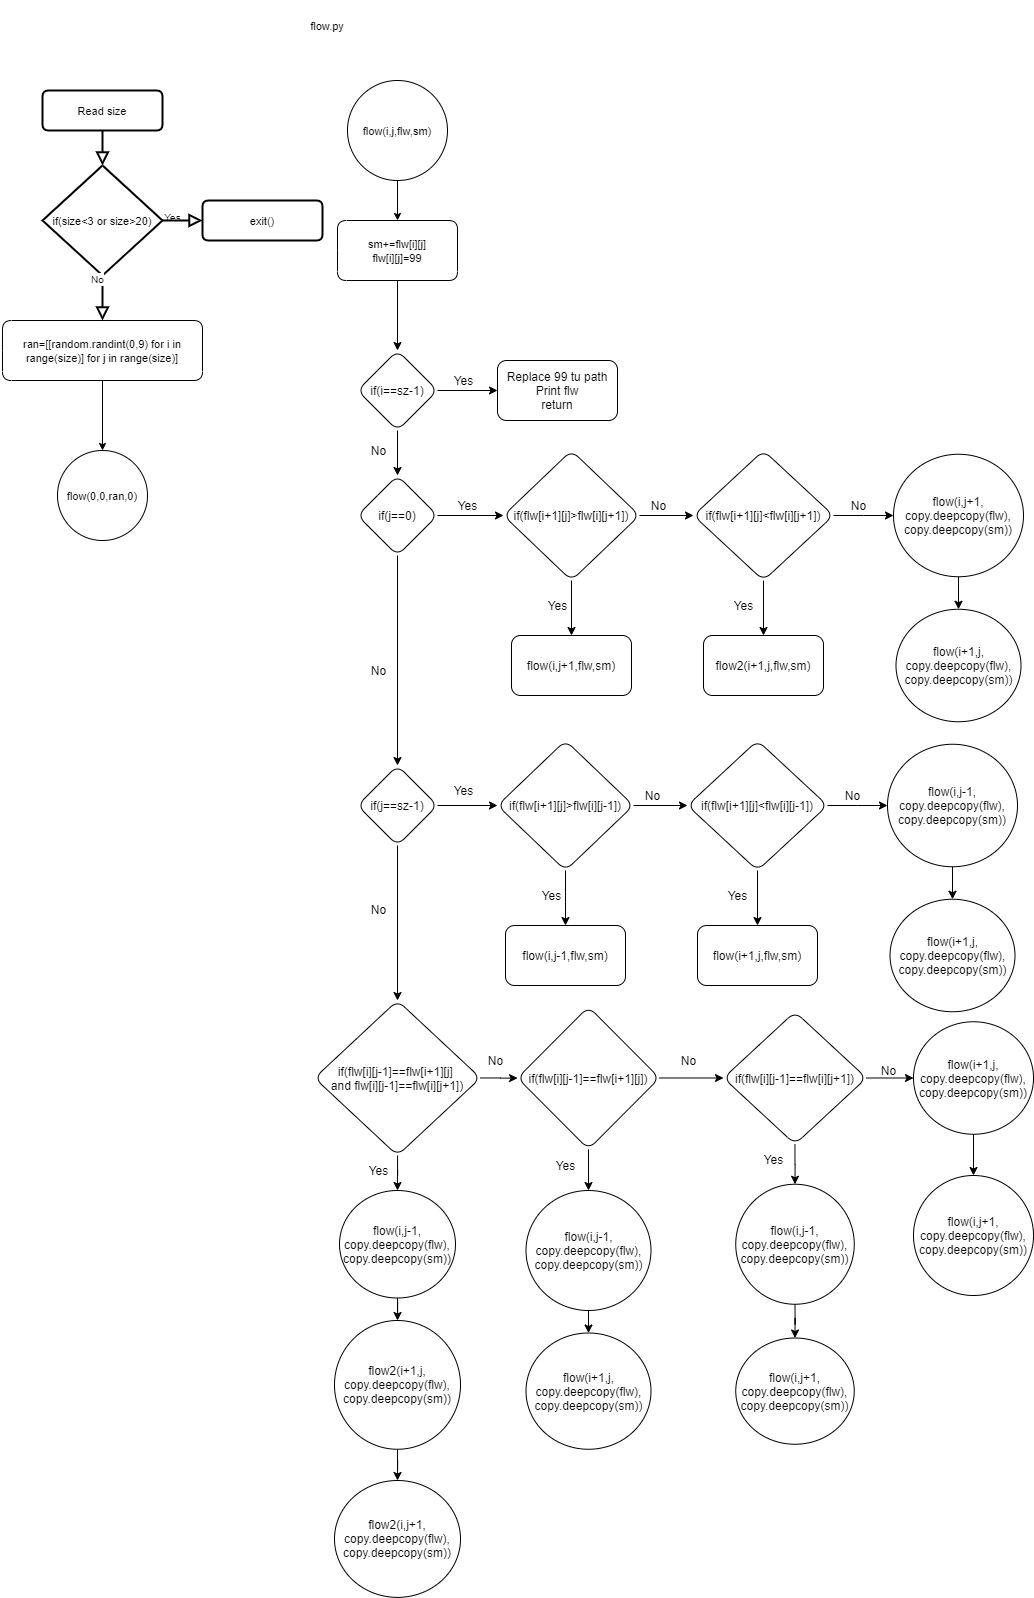 flow.py
Read size
if(size<3 or size>20)
Yes
exit()
No
ran=[[random.randint(0,9) for i in
range(size)] for j in range(size)]
flow(0,0,ran,0)
flow(i,j,flw,sm)
sm+=flw[i][j]
flw[i][j]=99
if(i==sz-1)
Yes
Replace 99 tu path
Print flw
return
No
if(j==0)
Yes
if(flw[i+1][j]>flw[i][j+1])
No
if(flw[i+1][j]<flw[i][j+1])
No
flow(i,j+1,
copy.deepcopy(flw),
copy.deepcopy(sm))
Yes
Yes
flow(i,j+1,flw,sm)
flow2(i+1,j,flw,sm)
flow(i+1,j,
copy.deepcopy(flw),
copy.deepcopy(sm))
No
if(j==sz-1)
Yes
if(flw[i+1][j]>flw[i][j-1])
No
if(flw[i+1][j]<flw[i][j-1])
No
flow(i,j-1,
copy.deepcopy(flw),
copy.deepcopy(sm))
Yes
Yes
flow(i,j-1,flw,sm)
flow(i+1,j,flw,sm)
flow(i+1,j,
copy.deepcopy(flw),
copy.deepcopy(sm))
No
if(flw[i][j-1]==flw[i+1][j]
and flw[i][j-1]==flw[i][j+1])
No
if(flw[i][j-1]==flw[i+1][j])
No
if(flw[i][j-1]==flw[i][j+1])
No
flow(i+1,j,
copy.deepcopy(flw),
copy.deepcopy(sm))
Yes
Yes
Yes
flow(i,j-1,
copy.deepcopy(flw),
copy.deepcopy(sm))
flow(i,j-1,
copy.deepcopy(flw),
copy.deepcopy(sm))
flow(i,j-1,
copy.deepcopy(flw),
copy.deepcopy(sm))
flow(i,j+1,
copy.deepcopy(flw),
copy.deepcopy(sm))
flow2(i+1,j,
copy.deepcopy(flw),
copy.deepcopy(sm))
flow(i+1,j,
copy.deepcopy(flw),
copy.deepcopy(sm))
flow(i,j+1,
copy.deepcopy(flw),
copy.deepcopy(sm))
flow2(i,j+1,
copy.deepcopy(flw),
copy.deepcopy(sm))